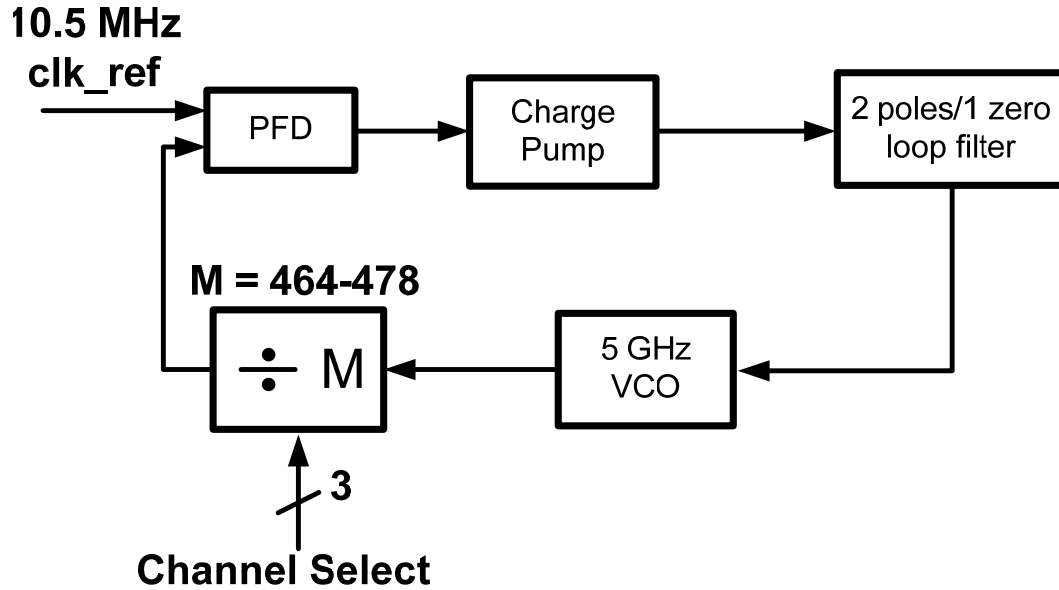 10.5 MHz
clk_ref
PFD
Charge
Pump
2 poles/1 zero
loop filter
M = 464-478
÷ M
5 GHz
VCO
3
Channel Select